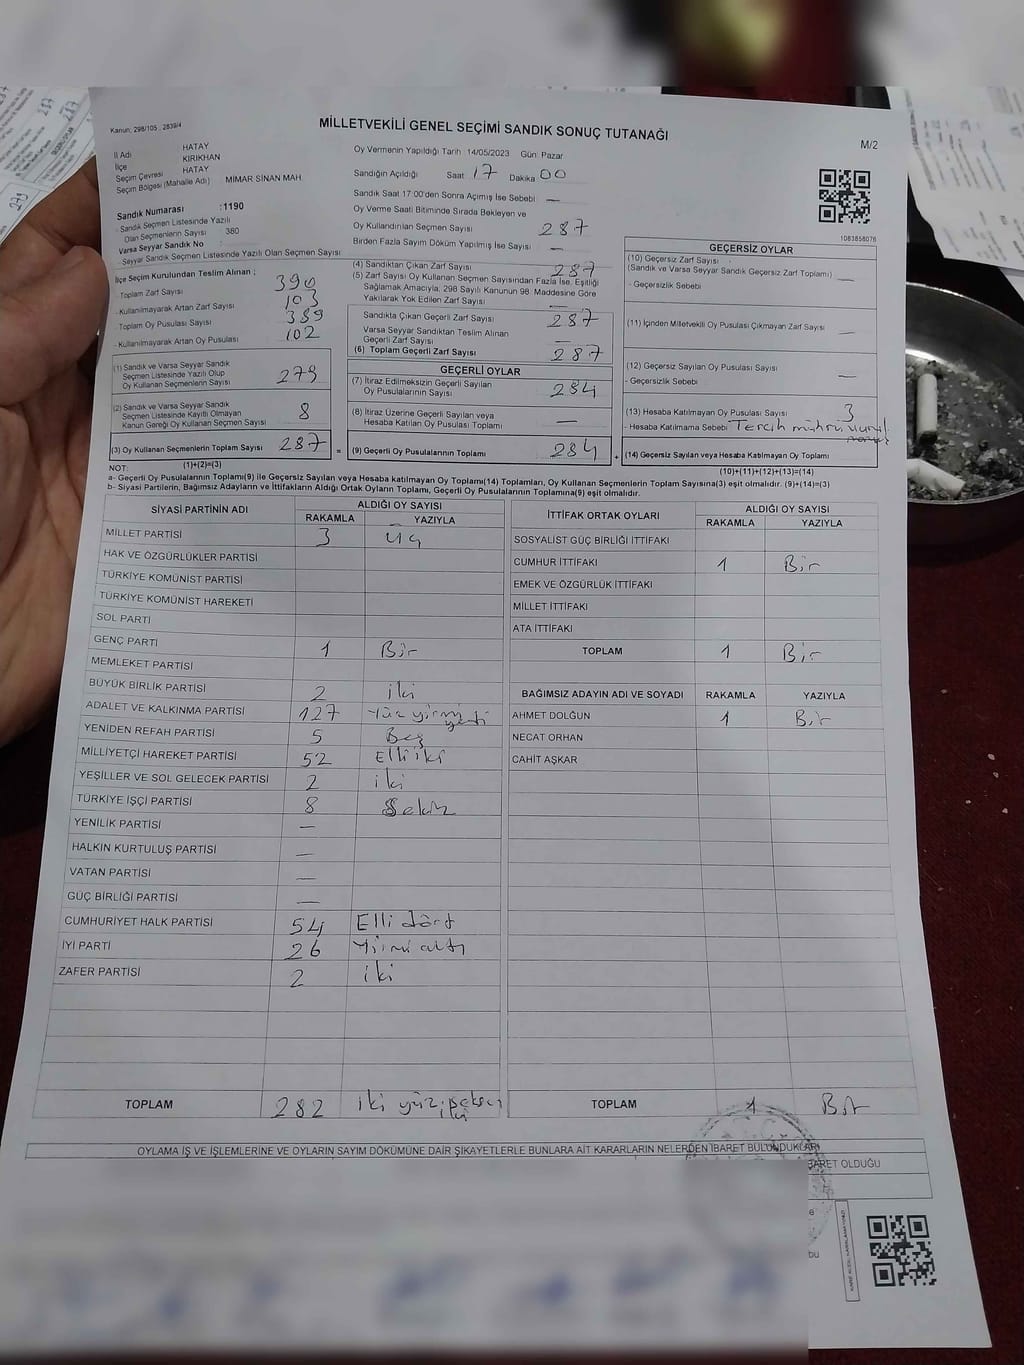 Kanun: 298/105 , 2839/4
MİLLETVEKİLİ GENEL SEÇİMİ SANDIK SONUÇ TUTANAĞI
M/2
İl Adı HATAY
İlçe KIRIKHAN
Seçim Çevresi HATAY
Seçim Bölgesi (Mahalle Adı) MİMAR SİNAN MAH.
Sandık Numarası :1190
Sandık Seçmen Listesinde Yazılı
Olan Seçmenlerin Sayısı 380
Varsa Seyyar Sandık No
Seyyar Sandık Seçmen Listesinde Yazılı Olan Seçmen Sayısı
Oy Vermenin Yapıldığı Tarih 14/05/2023 Gün: Pazar
Sandığın Açıldığı Saat 17 Dakika 00
Sandık Saat 17:00'den Sonra Açımış İse Sebebi —
Oy Verme Saati Bitiminde Sırada Bekleyen ve
Oy Kullandırılan Seçmen Sayısı 287
Birden Fazla Sayım Döküm Yapılmış İse Sayısı —
1081858076
İlçe Seçim Kurulundan Teslim Alınan ;
- Toplam Zarf Sayısı 390
- Kullanılmayarak Artan Zarf Sayısı 103
- Toplam Oy Pusulası Sayısı 389
- Kullanılmayarak Artan Oy Pusulası 102
(1) Sandık ve Varsa Seyyar Sandık
Seçmen Listesinde Yazılı Olup
Oy Kullanan Seçmenlerin Sayısı 279
(2) Sandık ve Varsa Seyyar Sandık
Seçmen Listesinde Kayıtlı Olmayan
Kanun Gereği Oy Kullanan Seçmen Sayısı 8
(3) Oy Kullanan Seçmenlerin Toplam Sayısı 287 =
(1)+(2)=(3)
(4) Sandıktan Çıkan Zarf Sayısı 287
(5) Zarf Sayısı Oy Kullanan Seçmen Sayısından Fazla İse, Eşitliği
Sağlamak Amacıyla, 298 Sayılı Kanunun 98. Maddesine Göre
Yakılarak Yok Edilen Zarf Sayısı —
Sandıkta Çıkan Geçerli Zarf Sayısı 287
Varsa Seyyar Sandıktan Teslim Alınan
Geçerli Zarf Sayısı —
(6) Toplam Geçerli Zarf Sayısı 287
GEÇERLİ OYLAR
(7) İtiraz Edilmeksizin Geçerli Sayılan
Oy Pusulalarının Sayısı 284
(8) İtiraz Üzerine Geçerli Sayılan veya
Hesaba Katılan Oy Pusulası Toplamı —
(9) Geçerli Oy Pusulalarının Toplamı 284 +
GEÇERSİZ OYLAR
(10) Geçersiz Zarf Sayısı
(Sandık ve Varsa Seyyar Sandık Geçersiz Zarf Toplamı) —
- Geçersizlik Sebebi
(11) İçinden Milletvekili Oy Pusulası Çıkmayan Zarf Sayısı —
(12) Geçersiz Sayılan Oy Pusulası Sayısı —
- Geçersizlik Sebebi
(13) Hesaba Katılmayan Oy Pusulası Sayısı 3
- Hesaba Katılmama Sebebi Tercih mührü
(14) Geçersiz Sayılan veya Hesaba Katılmayan Oy Toplamı
(10)+(11)+(12)+(13)=(14)
NOT:
a- Geçerli Oy Pusulalarının Toplamı(9) ile Geçersiz Sayılan veya Hesaba katılmayan Oy Toplamı(14) Toplamları, Oy Kullanan Seçmenlerin Toplam Sayısına(3) eşit olmalıdır. (9)+(14)=(3)
b- Siyasi Partilerin, Bağımsız Adayların ve İttifakların Aldığı Ortak Oyların Toplamı, Geçerli Oy Pusulalarının Toplamına(9) eşit olmalıdır.
SİYASİ PARTİNİN ADI ALDIĞI OY SAYISI
RAKAMLA YAZIYLA
MİLLET PARTİSİ 3 Üç
HAK VE ÖZGÜRLÜKLER PARTİSİ
TÜRKİYE KOMÜNİST PARTİSİ
TÜRKİYE KOMÜNİST HAREKETİ
SOL PARTİ
GENÇ PARTİ 1 Bir
MEMLEKET PARTİSİ
BÜYÜK BİRLİK PARTİSİ 2 iki
ADALET VE KALKINMA PARTİSİ 127 Yüz yirmi yedi
YENİDEN REFAH PARTİSİ 5 Beş
MİLLİYETÇİ HAREKET PARTİSİ 52 Elli iki
YEŞİLLER VE SOL GELECEK PARTİSİ 2 iki
TÜRKİYE İŞÇİ PARTİSİ 8 Sekiz
YENİLİK PARTİSİ —
HALKIN KURTULUŞ PARTİSİ —
VATAN PARTİSİ —
GÜÇ BİRLİĞİ PARTİSİ —
CUMHURİYET HALK PARTİSİ 54 Elli dört
İYİ PARTİ 26 Yirmi altı
ZAFER PARTİSİ 2 iki
TOPLAM 282 iki yüz seksen iki
İTTİFAK ORTAK OYLARI ALDIĞI OY SAYISI
RAKAMLA YAZIYLA
SOSYALİST GÜÇ BİRLİĞİ İTTİFAKI
CUMHUR İTTİFAKI 1 Bir
EMEK VE ÖZGÜRLÜK İTTİFAKI
MİLLET İTTİFAKI
ATA İTTİFAKI
TOPLAM 1 Bir
BAĞIMSIZ ADAYIN ADI VE SOYADI RAKAMLA YAZIYLA
AHMET DOLĞUN 1 Bir
NECAT ORHAN
CAHİT AŞKAR
TOPLAM 1 Bir
OYLAMA İŞ VE İŞLEMLERİNE VE OYLARIN SAYIM DÖKÜMÜNE DAİR ŞİKAYETLERLE BUNLARA AİT KARARLARIN NELERDEN İBARET BULUNDUKLARI
BARET OLDUĞU